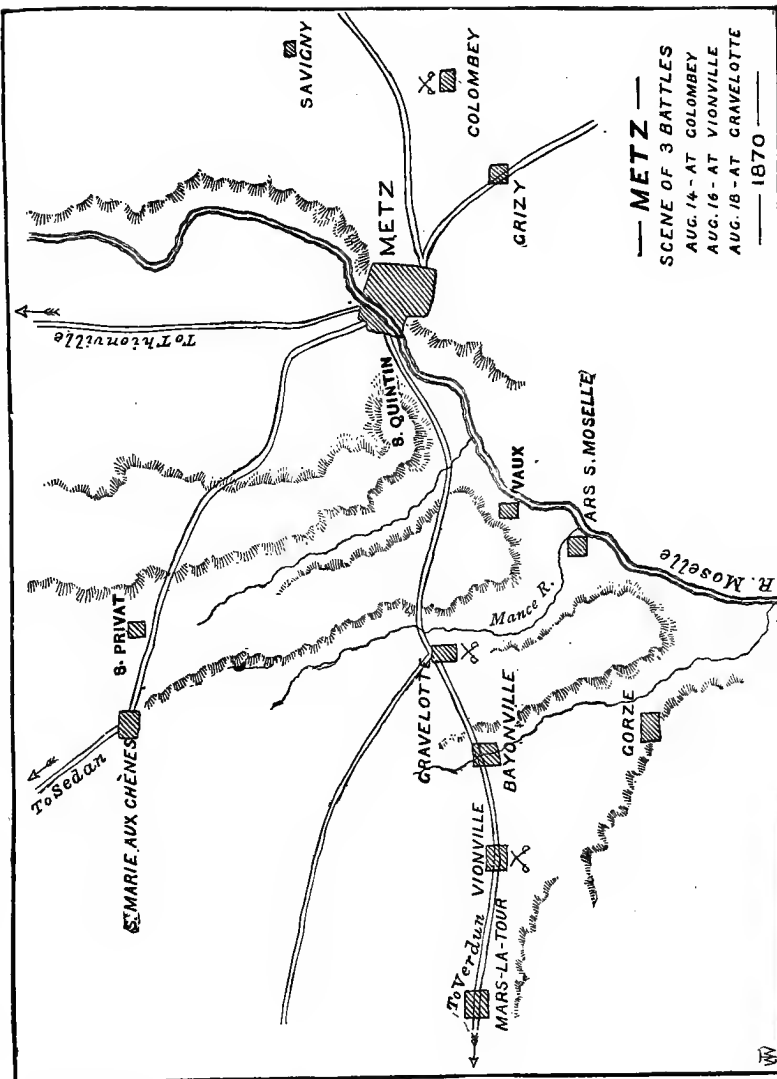 — METZ —
SCENE OF 3 BATTLES
AUG. 14 - AT COLOMBEY
AUG. 16 - AT VIONVILLE
AUG. 18 - AT GRAVELOTTE
— 1870 —
SAVIGNY
COLOMBEY
GRIZY
METZ
To Thionville
S. QUINTIN
VAUX
ARS S. MOSELLE
R. Moselle
Mance R.
S. PRIVAT
ST MARIE AUX CHÈNES
To Sedan
GRAVELOTTE
BAYONVILLE
GORZE
VIONVILLE
MARS-LA-TOUR
To Verdun